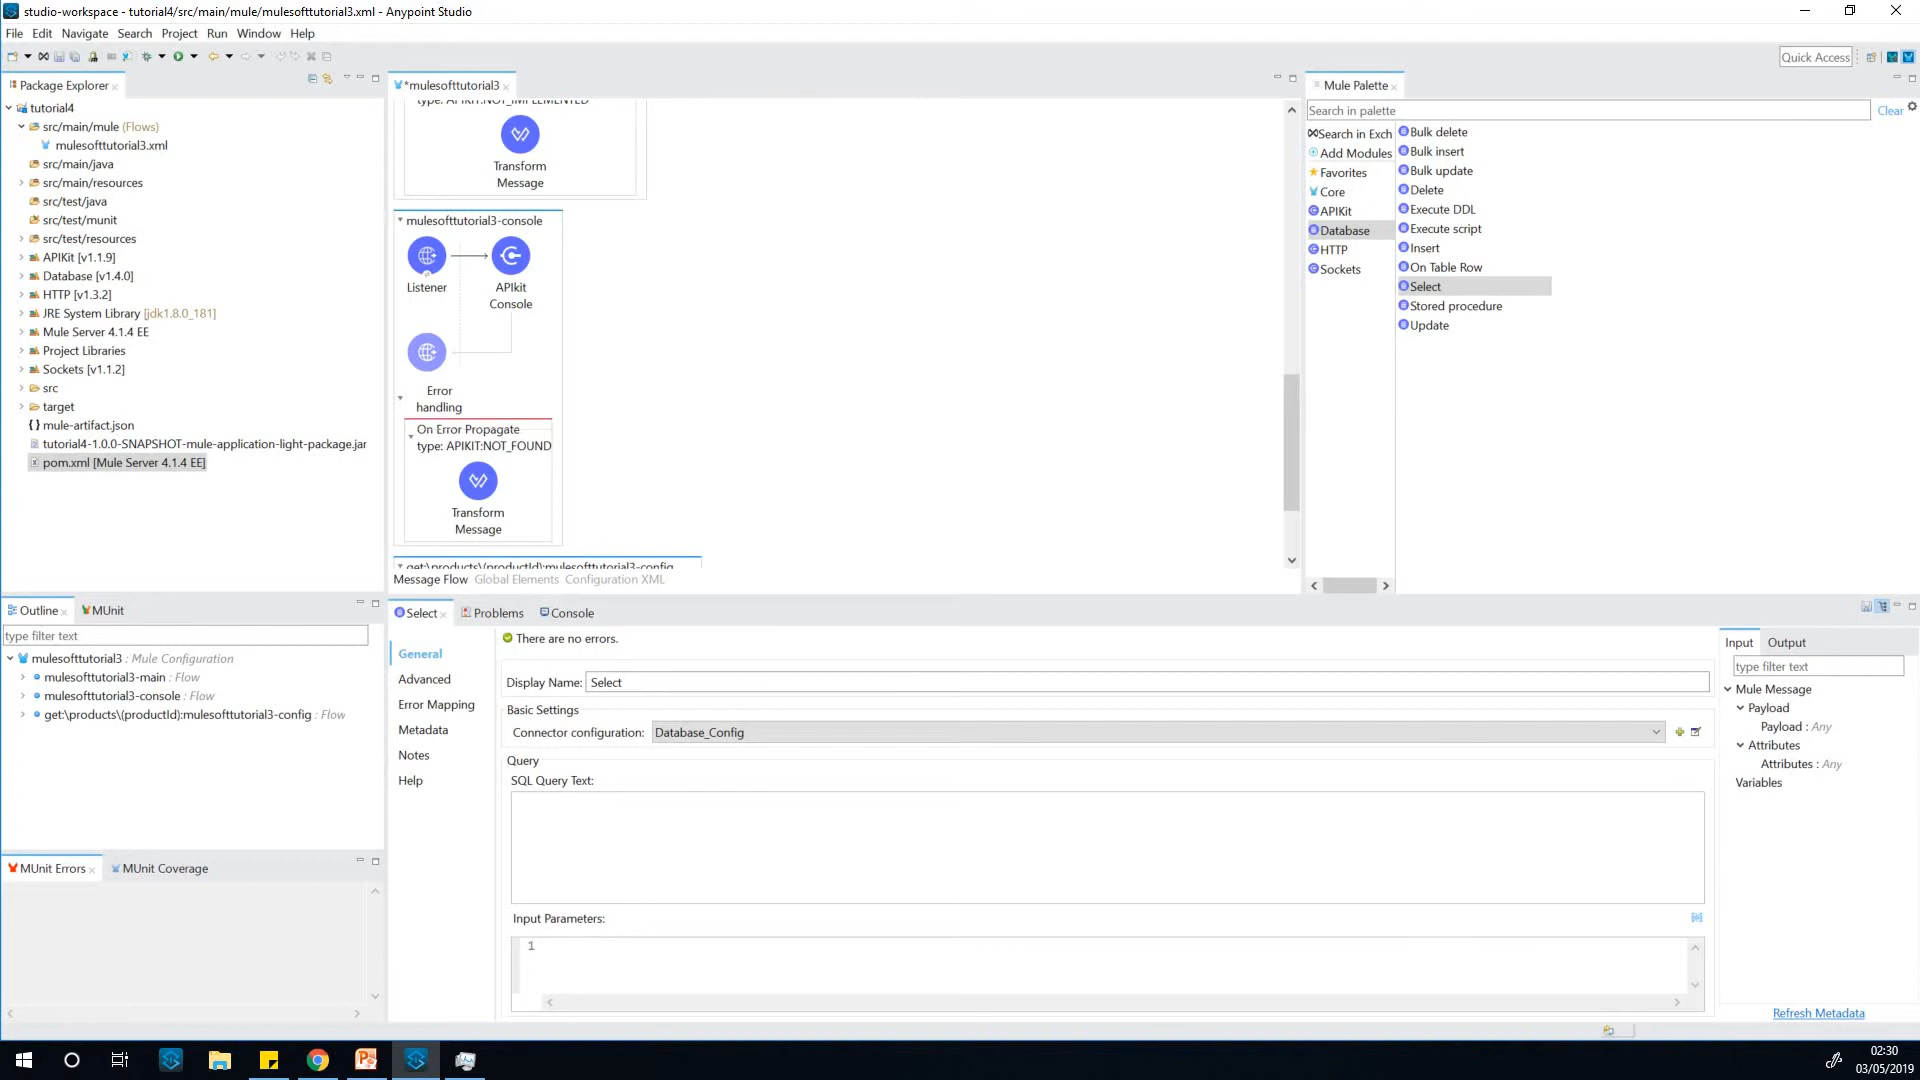 studio-workspace - tutorial4/src/main/mule/mulesofttutorial3.xml - Anypoint Studio
File Edit Navigate Search Project Run Window Help
Quick Access
Package Explorer
tutorial4
src/main/mule (Flows)
mulesofttutorial3.xml
src/main/java
src/main/resources
src/test/java
src/test/munit
src/test/resources
APIKit [v1.1.9]
Database [v1.4.0]
HTTP [v1.3.2]
JRE System Library [jdk1.8.0_181]
Mule Server 4.1.4 EE
Project Libraries
Sockets [v1.1.2]
src
target
mule-artifact.json
tutorial4-1.0.0-SNAPSHOT-mule-application-light-package.jar
pom.xml [Mule Server 4.1.4 EE]
*mulesofttutorial3
type: APIKIT:NOT_IMPLEMENTED
Transform
Message
mulesofttutorial3-console
Listener
APIkit
Console
Error
handling
On Error Propagate
type: APIKIT:NOT_FOUND
Transform
Message
get:\products\(productId):mulesofttutorial3-config
Message Flow Global Elements Configuration XML
Mule Palette
Search in palette
Clear
Search in Exch
Add Modules
Favorites
Core
APIKit
Database
HTTP
Sockets
Bulk delete
Bulk insert
Bulk update
Delete
Execute DDL
Execute script
Insert
On Table Row
Select
Stored procedure
Update
Outline
MUnit
type filter text
mulesofttutorial3 : Mule Configuration
mulesofttutorial3-main : Flow
mulesofttutorial3-console : Flow
get:\products\(productId):mulesofttutorial3-config : Flow
MUnit Errors
MUnit Coverage
Select
Problems
Console
General
Advanced
Error Mapping
Metadata
Notes
Help
There are no errors.
Display Name: Select
Basic Settings
Connector configuration: Database_Config
Query
SQL Query Text:
Input Parameters:
1
Input
Output
type filter text
Mule Message
Payload
Payload : Any
Attributes
Attributes : Any
Variables
Refresh Metadata
02:30
03/05/2019